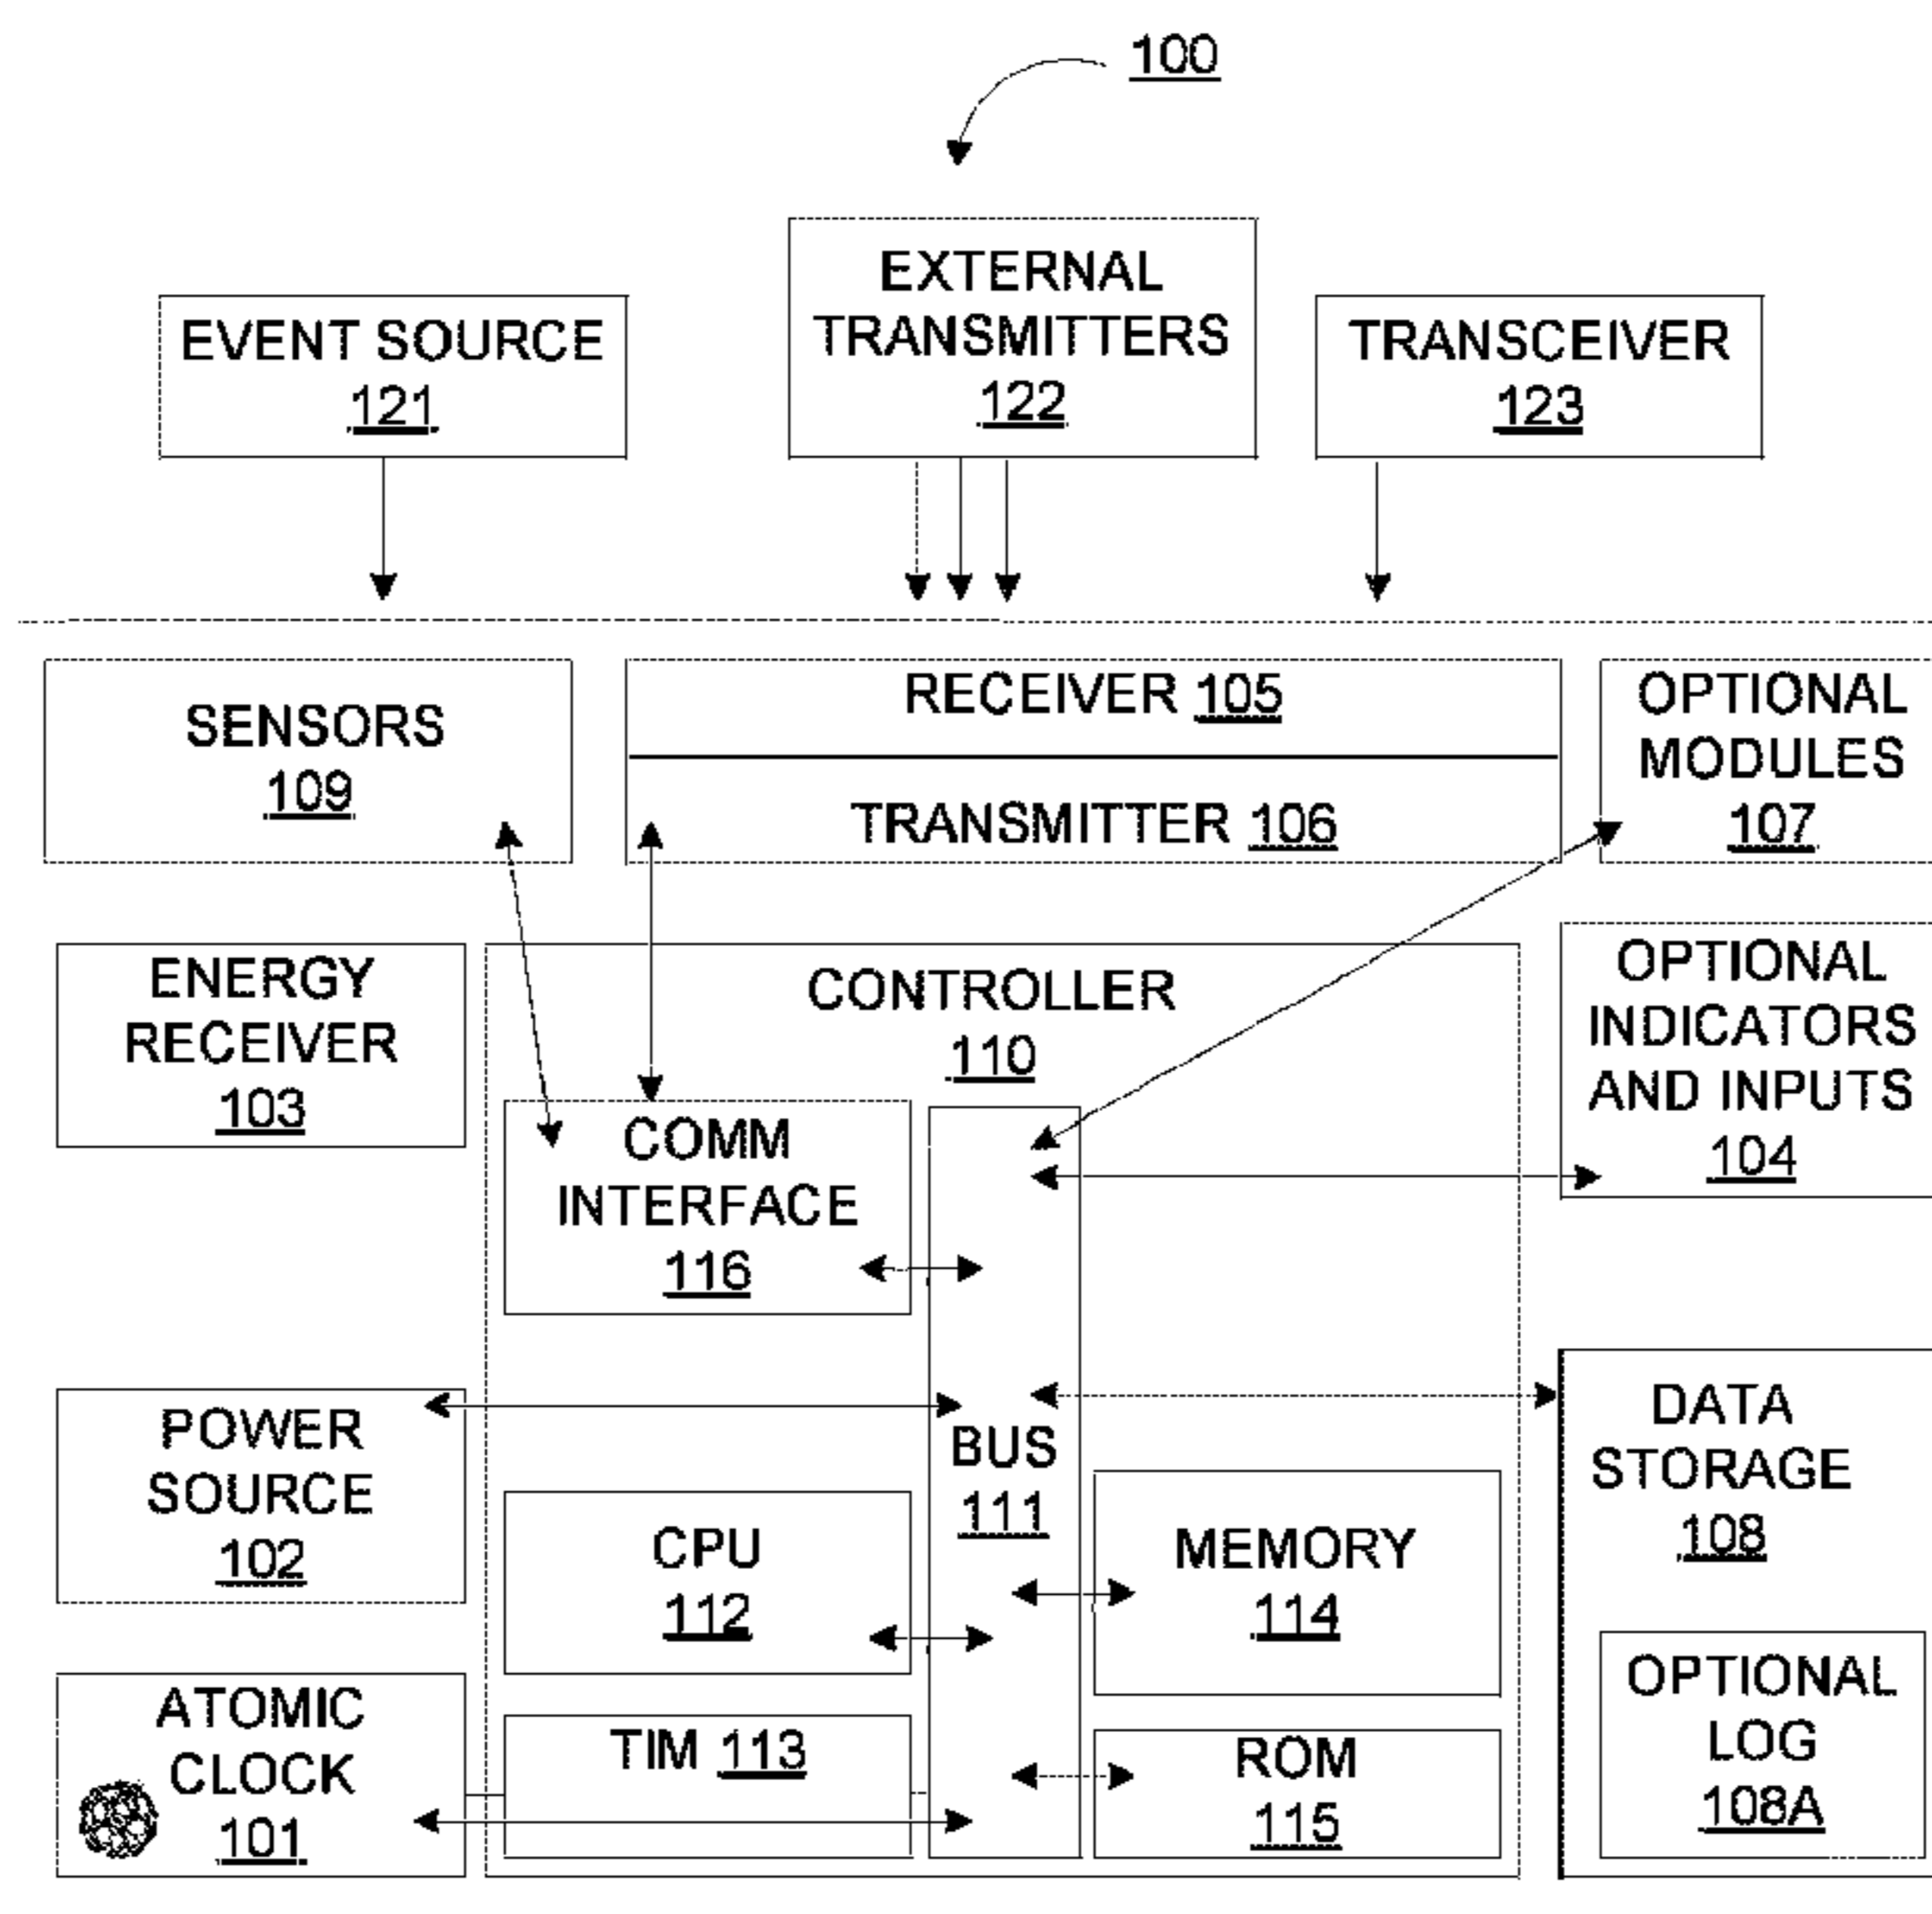 100
EXTERNAL
TRANSMITTERS
122
EVENT SOURCE
121
TRANSCEIVER
123
SENSORS
109
RECEIVER 105
TRANSMITTER 106
OPTIONAL
MODULES
107
ENERGY
RECEIVER
103
CONTROLLER
110
OPTIONAL
INDICATORS
AND INPUTS
104
COMM
INTERFACE
116
POWER
SOURCE
102
BUS
111
DATA
STORAGE
108
CPU
112
MEMORY
114
ATOMIC
CLOCK
101
TIM 113
ROM
115
OPTIONAL
LOG
108A